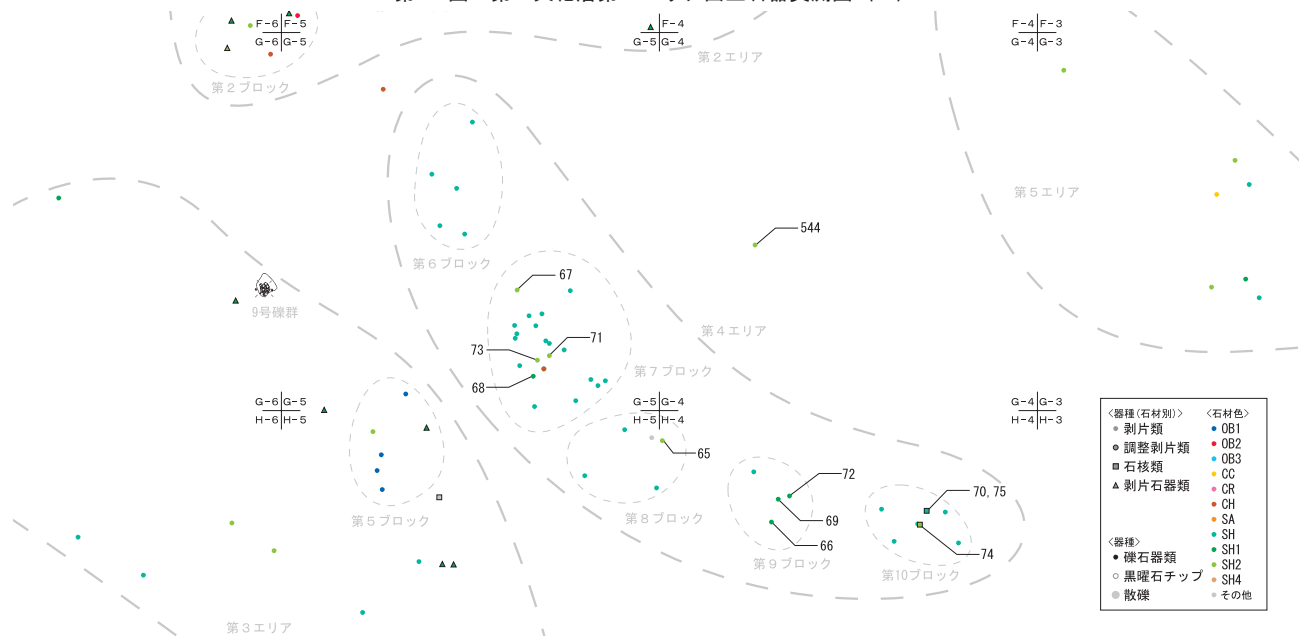 F-6 F-5
G-6 G-5
F-4
G-5 G-4
F-4 F-3
G-4 G-3
第2エリア
第2ブロック
第5エリア
544
第6ブロック
67
9号礫群
第4エリア
71
73
第7ブロック
68
G-6 G-5
H-6 H-5
G-5 G-4
H-5 H-4
G-4 G-3
H-4 H-3
65
72
70, 75
第5ブロック
第8ブロック
69
66
74
第9ブロック
第10ブロック
第3エリア
〈器種(石材別)〉
剥片類
調整剥片類
石核類
剥片石器類
〈器種〉
礫石器類
黒曜石チップ
散礫
〈石材色〉
OB1
OB2
OB3
CC
CR
CH
SA
SH
SH1
SH2
SH4
その他